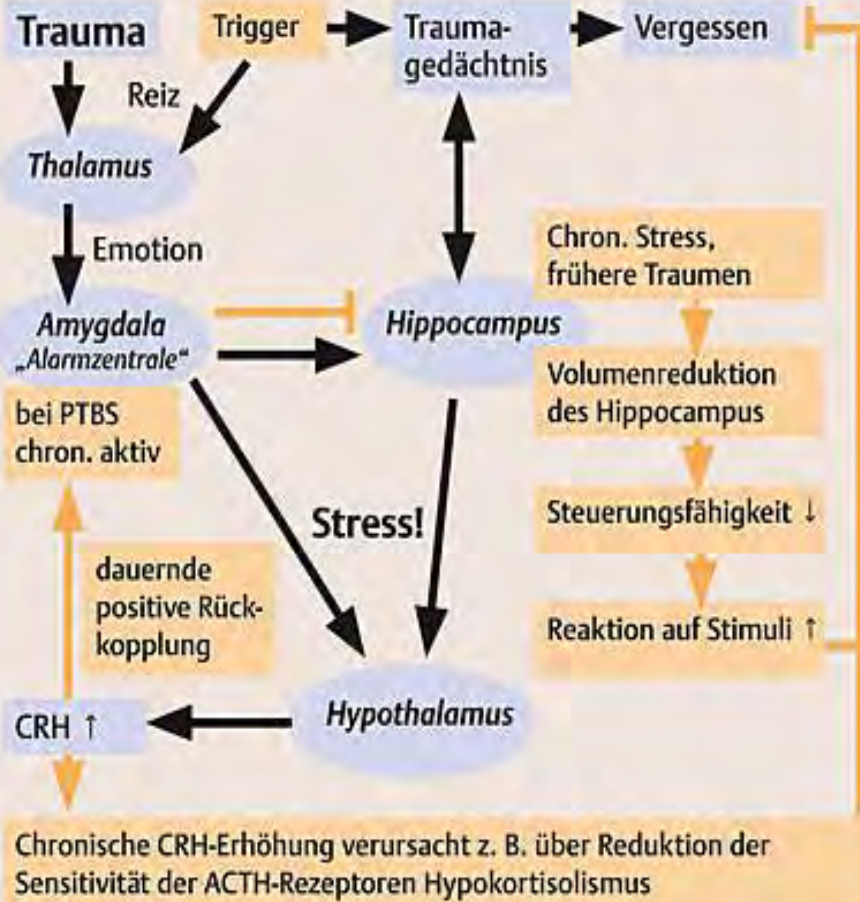 Trauma
Trigger
Trauma-
gedächtnis
Vergessen
Reiz
Thalamus
Emotion
Chron. Stress,
frühere Traumen
Amygdala
„Alarmzentrale“
Hippocampus
Volumenreduktion
des Hippocampus
bei PTBS
chron. aktiv
Stress!
Steuerungsfähigkeit ↓
dauernde
positive Rück-
kopplung
Reaktion auf Stimuli ↑
CRH ↑
Hypothalamus
Chronische CRH-Erhöhung verursacht z. B. über Reduktion der
Sensitivität der ACTH-Rezeptoren Hypokortisolismus